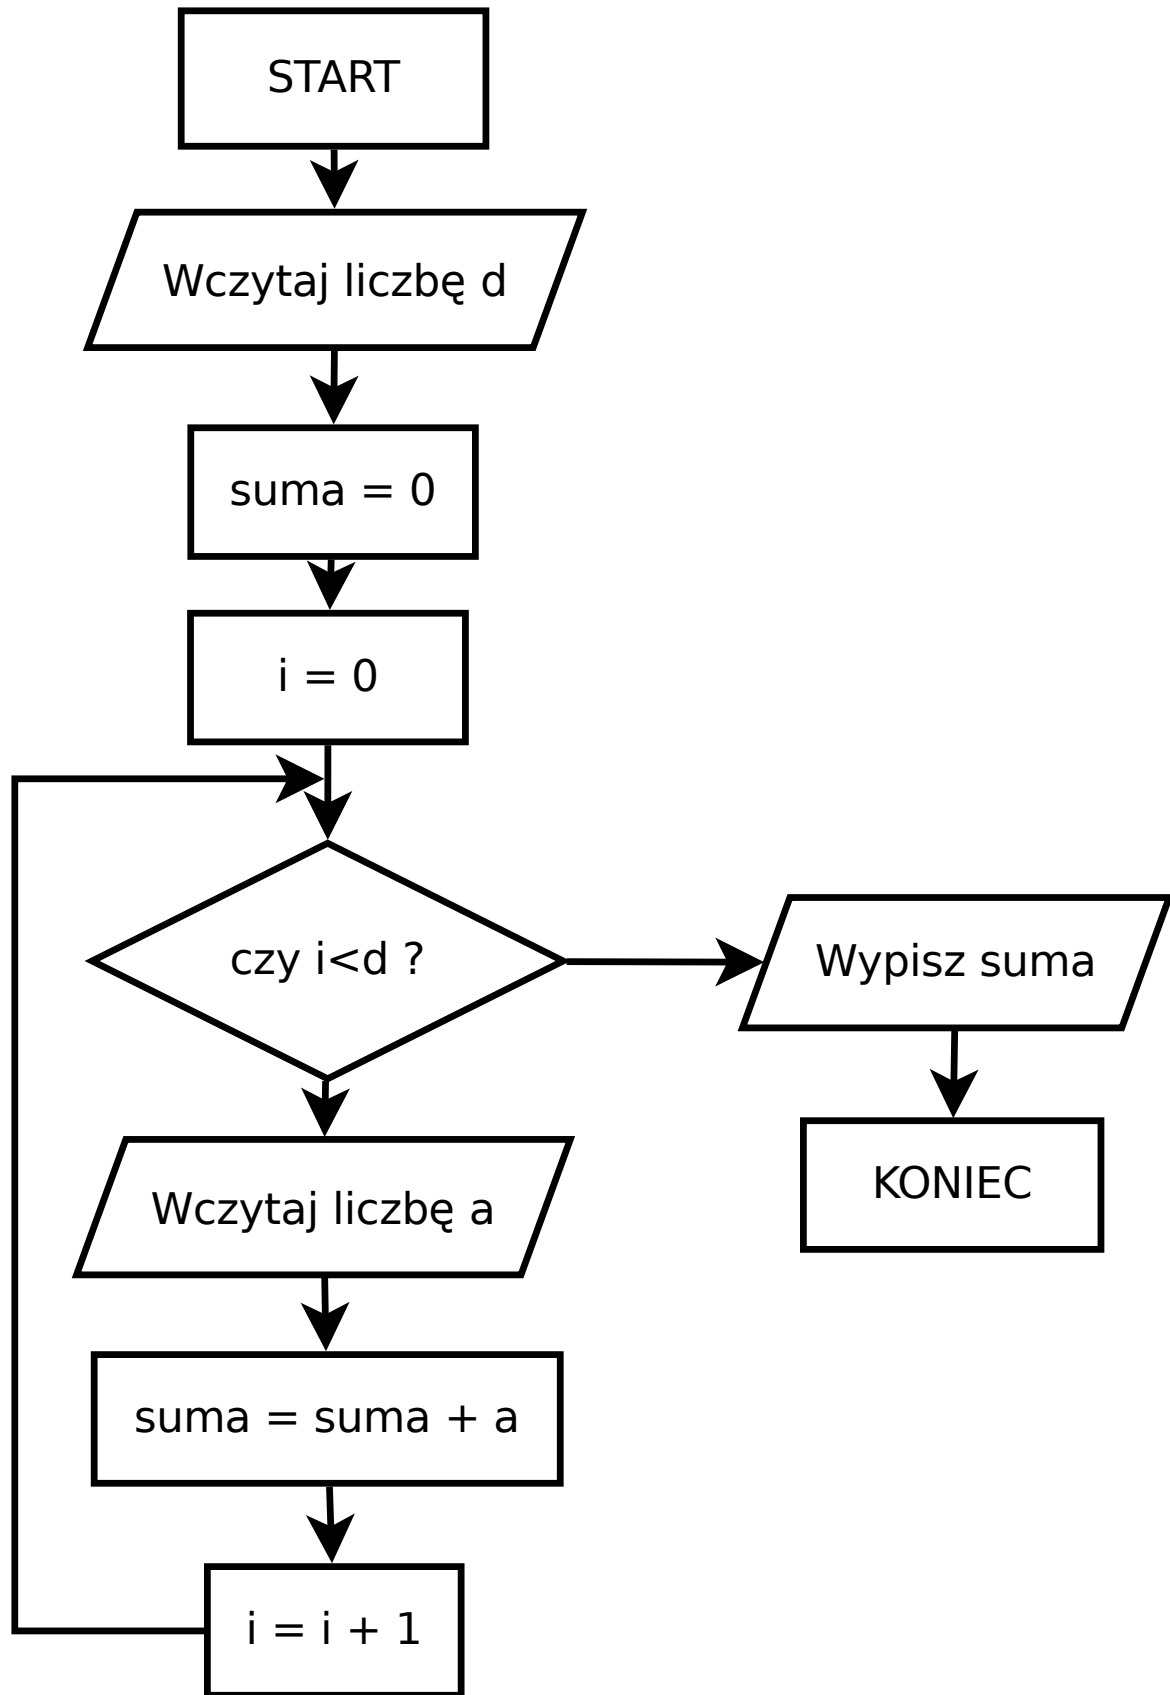 START
Wczytaj liczbę d
suma = 0
i = 0
czy i<d ?
Wypisz suma
KONIEC
Wczytaj liczbę a
suma = suma + a
i = i + 1